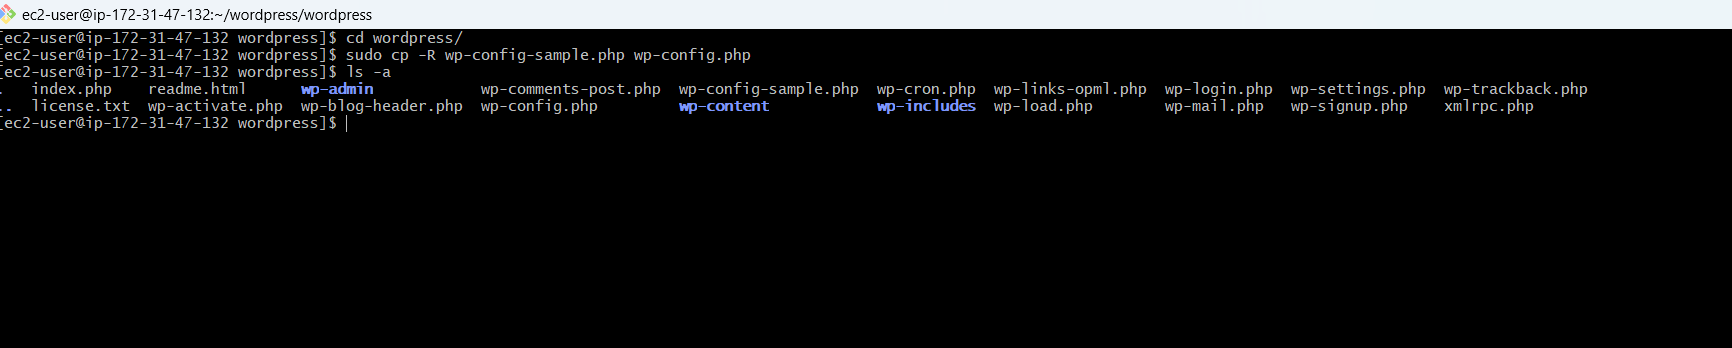 ec2-user@ip-172-31-47-132:~/wordpress/wordpress
[ec2-user@ip-172-31-47-132 wordpress]$ cd wordpress/
[ec2-user@ip-172-31-47-132 wordpress]$ sudo cp -R wp-config-sample.php wp-config.php
[ec2-user@ip-172-31-47-132 wordpress]$ ls -a
. index.php readme.html wp-admin wp-comments-post.php wp-config-sample.php wp-cron.php wp-links-opml.php wp-login.php wp-settings.php wp-trackback.php
.. license.txt wp-activate.php wp-blog-header.php wp-config.php wp-content wp-includes wp-load.php wp-mail.php wp-signup.php xmlrpc.php
[ec2-user@ip-172-31-47-132 wordpress]$